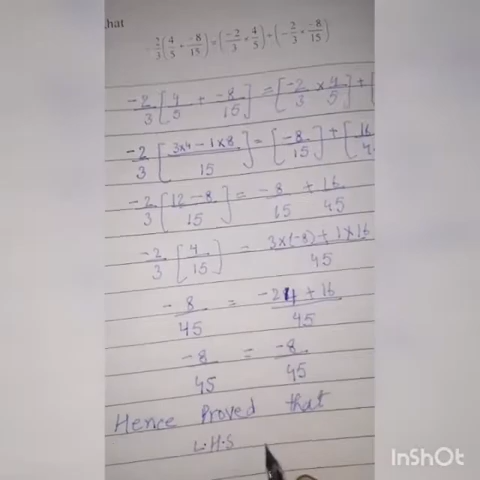 that
-2/3(4/5 + -8/15) = (-2/3 × 4/5) + (-2/3 × -8/15)
-2/3 [4/5 + -8/15] = [-2/3 × 4/5] + [
-2/3 [3×4 - 1×8/15] = [-8/15] + [16/4
-2/3 [12 - 8/15] = -8/15 + 16/45
-2/3 [4/15] = 3×(-8) + 1×16/45
-8/45 = -24 + 16/45
-8/45 = -8/45
Hence Proved that
L.H.S
InShOt